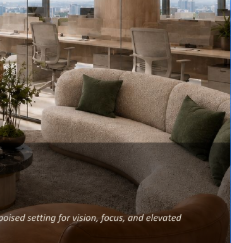 poised setting for vision, focus, and elevated